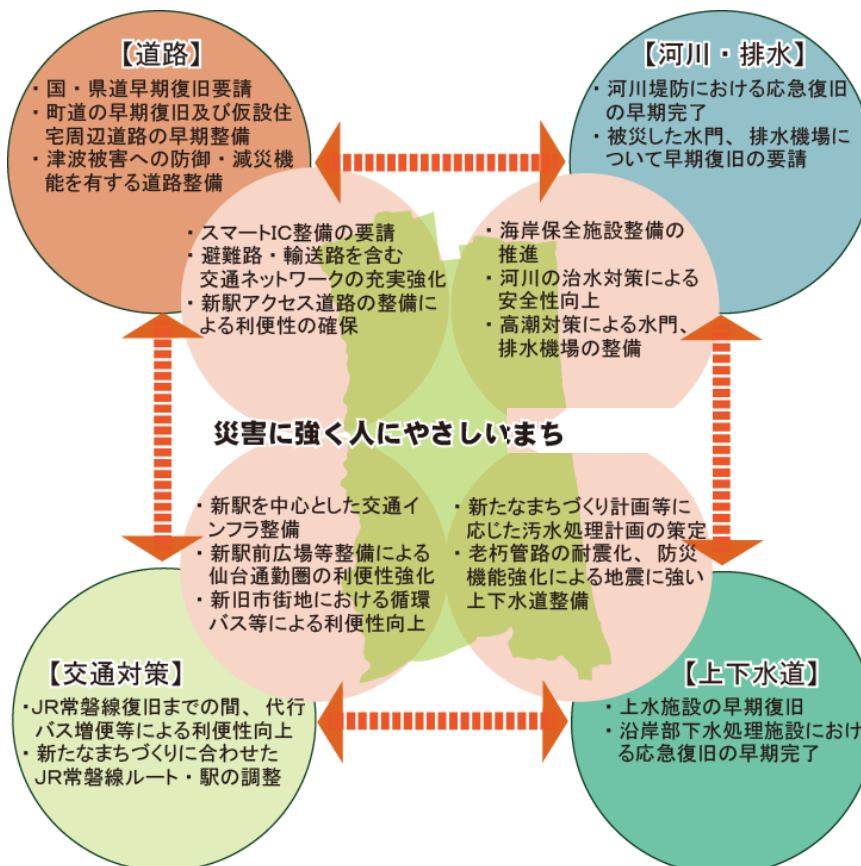 【道路】
・国・県道早期復旧要請
・町道の早期復旧及び仮設住
宅周辺道路の早期整備
・津波被害への防御・減災機
能を有する道路整備
【河川・排水】
・河川堤防における応急復旧
の早期完了
・被災した水門、排水機場に
ついて早期復旧の要請
・スマートIC整備の要請
・避難路・輸送路を含む
交通ネットワークの充実強化
・新駅アクセス道路の整備に
よる利便性の確保
・海岸保全施設整備の
推進
・河川の治水対策による
安全性向上
・高潮対策による水門、
排水機場の整備
災害に強く人にやさしいまち
・新駅を中心とした交通イ
ンフラ整備
・新駅前広場等整備による
仙台通勤圏の利便性強化
・新旧市街地における循環
バス等による利便性向上
・新たなまちづくり計画等に
応じた汚水処理計画の策定
・老朽管路の耐震化、防災
機能強化による地震に強い
上下水道整備
【交通対策】
・JR常磐線復旧までの間、代行
バス増便等による利便性向上
・新たなまちづくりに合わせた
JR常磐線ルート・駅の調整
【上下水道】
・上水施設の早期復旧
・沿岸部下水処理施設におけ
る応急復旧の早期完了